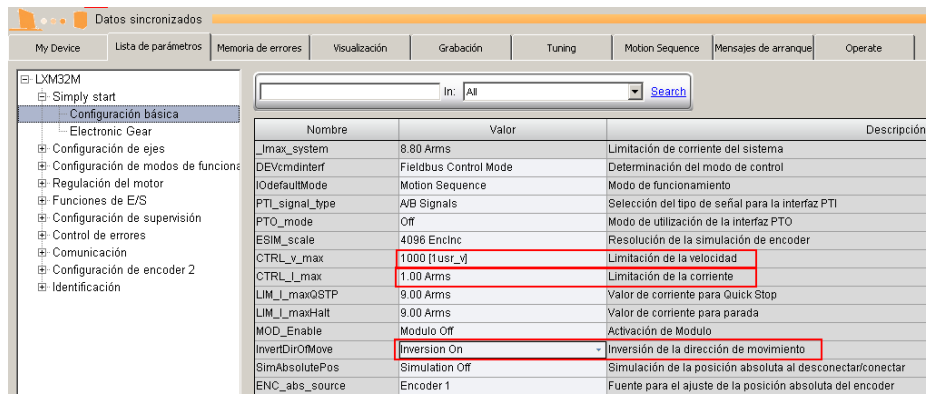 Datos sincronizados
My Device Lista de parámetros Memoria de errores Visualización Grabación Tuning Motion Sequence Mensajes de arranque Operate
LXM32M
Simply start
Configuración básica
Electronic Gear
Configuración de ejes
Configuración de modos de funciona
Regulación del motor
Funciones de E/S
Configuración de supervisión
Control de errores
Comunicación
Configuración de encoder 2
Identificación
In: All Search
Nombre Valor Descripción
_Imax_system 8.80 Arms Limitación de corriente del sistema
DEVcmdinterf Fieldbus Control Mode Determinación del modo de control
IOdefaultMode Motion Sequence Modo de funcionamiento
PTI_signal_type A/B Signals Selección del tipo de señal para la interfaz PTI
PTO_mode Off Modo de utilización de la interfaz PTO
ESIM_scale 4096 EncInc Resolución de la simulación de encoder
CTRL_v_max 1000 [1usr_v] Limitación de la velocidad
CTRL_I_max 1.00 Arms Limitación de la corriente
LIM_I_maxQSTP 9.00 Arms Valor de corriente para Quick Stop
LIM_I_maxHalt 9.00 Arms Valor de corriente para parada
MOD_Enable Modulo Off Activación de Modulo
InvertDirOfMove Inversion On Inversión de la dirección de movimiento
SimAbsolutePos Simulation Off Simulación de la posición absoluta al desconectar/conectar
ENC_abs_source Encoder 1 Fuente para el ajuste de la posición absoluta del encoder